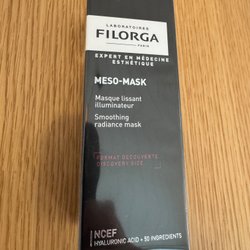 LABORATOIRES
FILORGA
PARIS
EXPERT EN MÉDECINE
ESTHÉTIQUE
MESO-MASK
Masque lissant
illuminateur
Smoothing
radiance mask
FORMAT DÉCOUVERTE
DISCOVERY SIZE
NCEF
HYALURONIC ACID + 50 INGREDIENTS